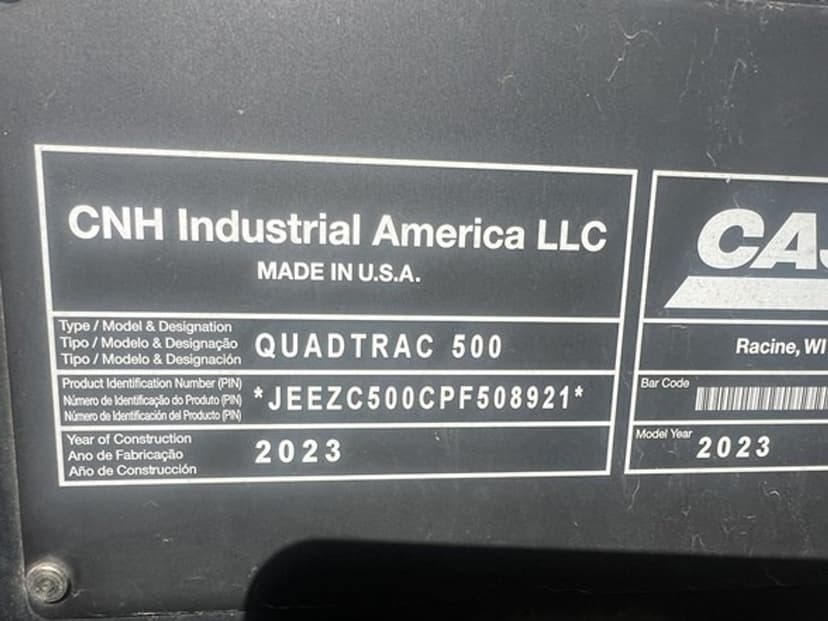 CNH Industrial America LLC
MADE IN U.S.A.
Type / Model & Designation
Tipo / Modelo & Designação
Tipo / Modelo & Designación
QUADTRAC 500
Product Identification Number (PIN)
Número de Identificação do Produto (PIN)
Número de Identificación del Producto (PIN)
*JEEZC500CPF508921*
Year of Construction
Ano de Fabricação
Año de Construcción
2023
Racine, WI
Bar Code
Model Year
2023